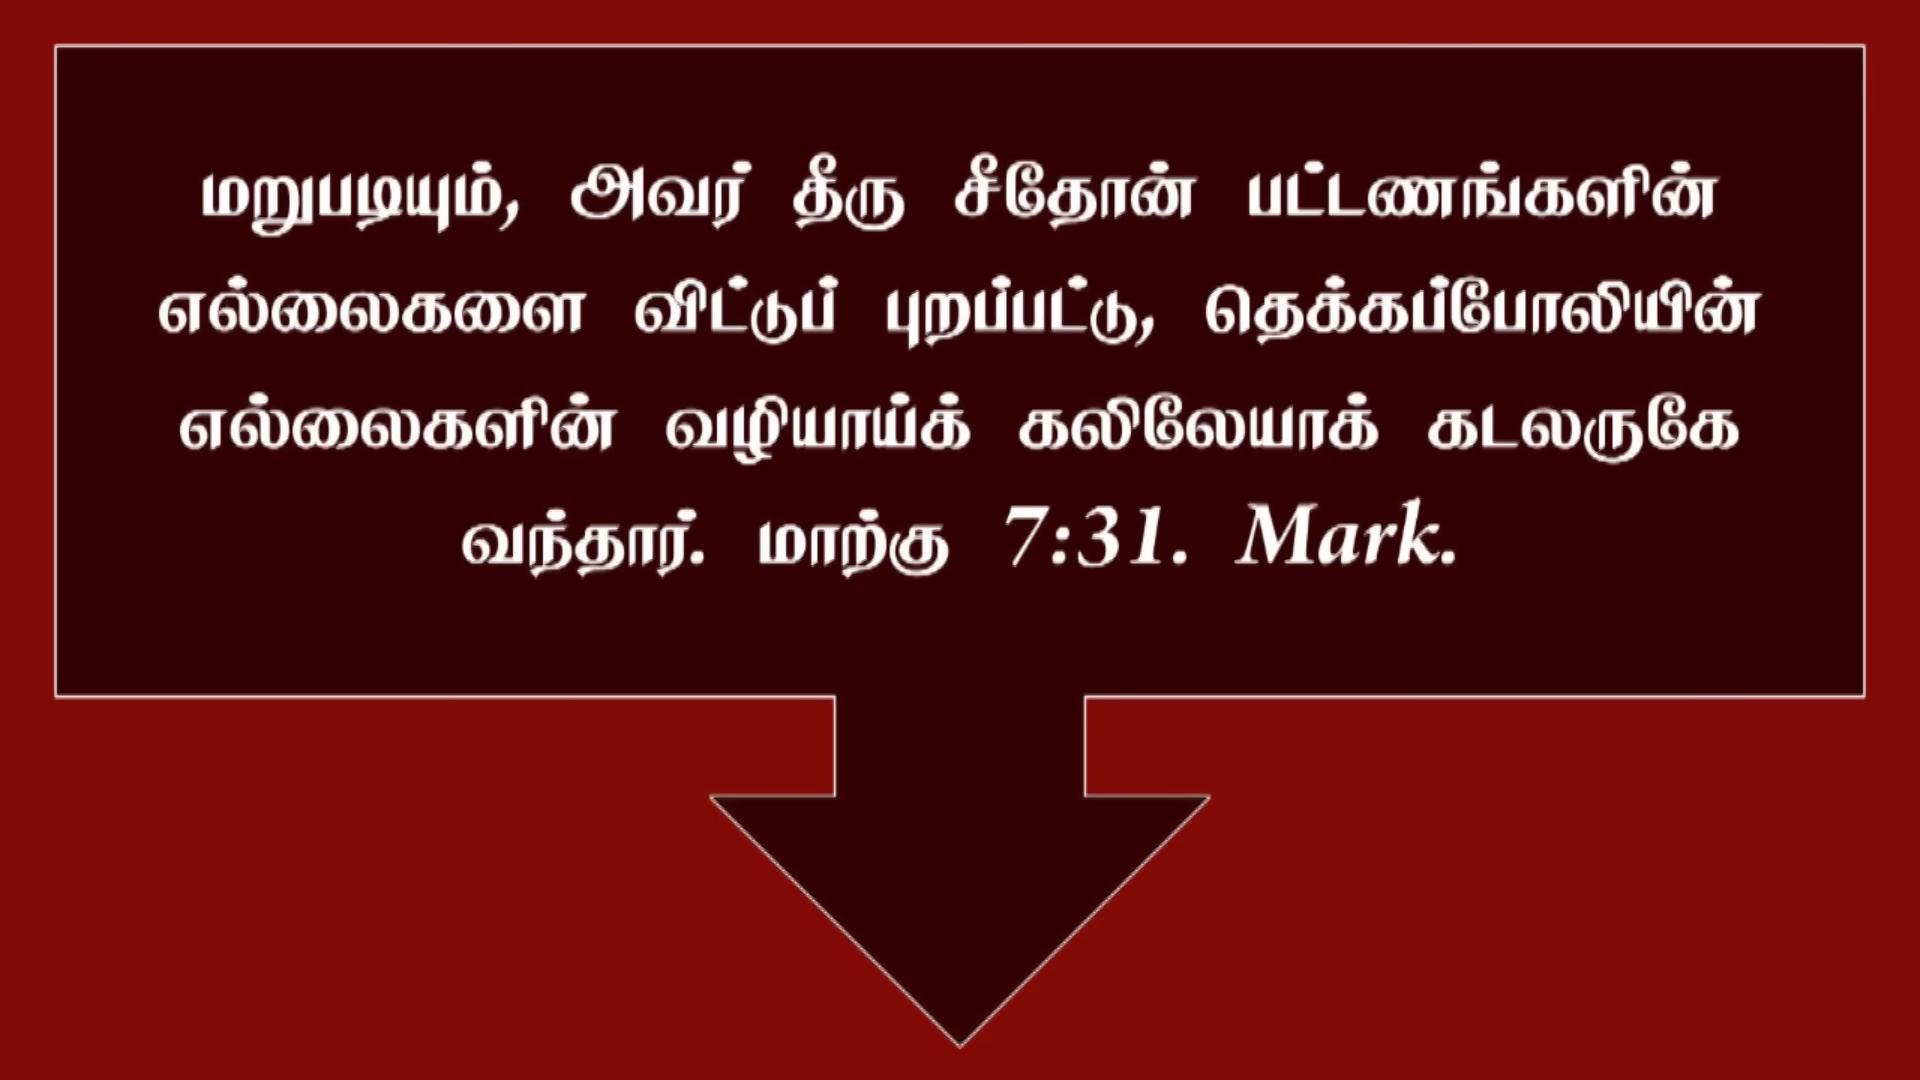 மறுபடியும், அவர் தீரு சீதோன் பட்டணங்களின்
எல்லைகளை விட்டுப் புறப்பட்டு, தெக்கப்போலியின்
எல்லைகளின் வழியாய்க் கலிலேயாக் கடலருகே
வந்தார். மாற்கு 7:31. Mark.